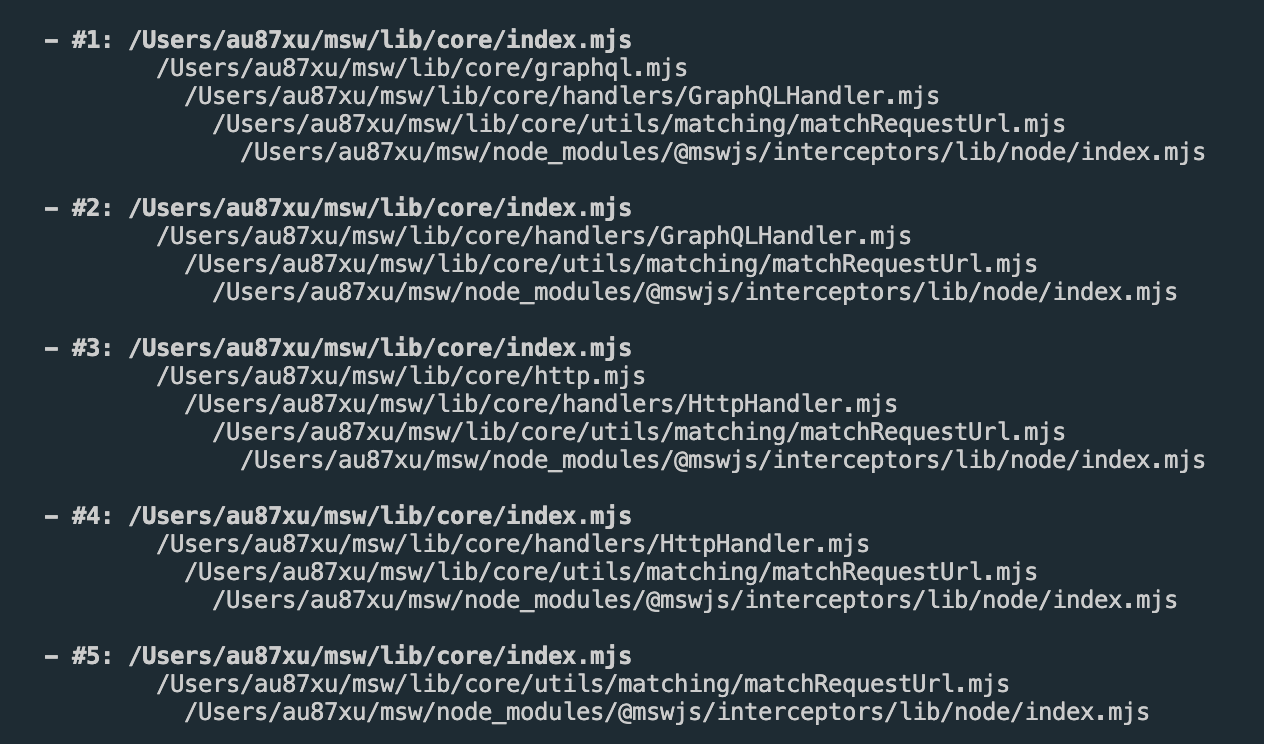 – #1: /Users/au87xu/msw/lib/core/index.mjs
/Users/au87xu/msw/lib/core/graphql.mjs
/Users/au87xu/msw/lib/core/handlers/GraphQLHandler.mjs
/Users/au87xu/msw/lib/core/utils/matching/matchRequestUrl.mjs
/Users/au87xu/msw/node_modules/@mswjs/interceptors/lib/node/index.mjs
– #2: /Users/au87xu/msw/lib/core/index.mjs
/Users/au87xu/msw/lib/core/handlers/GraphQLHandler.mjs
/Users/au87xu/msw/lib/core/utils/matching/matchRequestUrl.mjs
/Users/au87xu/msw/node_modules/@mswjs/interceptors/lib/node/index.mjs
– #3: /Users/au87xu/msw/lib/core/index.mjs
/Users/au87xu/msw/lib/core/http.mjs
/Users/au87xu/msw/lib/core/handlers/HttpHandler.mjs
/Users/au87xu/msw/lib/core/utils/matching/matchRequestUrl.mjs
/Users/au87xu/msw/node_modules/@mswjs/interceptors/lib/node/index.mjs
– #4: /Users/au87xu/msw/lib/core/index.mjs
/Users/au87xu/msw/lib/core/handlers/HttpHandler.mjs
/Users/au87xu/msw/lib/core/utils/matching/matchRequestUrl.mjs
/Users/au87xu/msw/node_modules/@mswjs/interceptors/lib/node/index.mjs
– #5: /Users/au87xu/msw/lib/core/index.mjs
/Users/au87xu/msw/lib/core/utils/matching/matchRequestUrl.mjs
/Users/au87xu/msw/node_modules/@mswjs/interceptors/lib/node/index.mjs